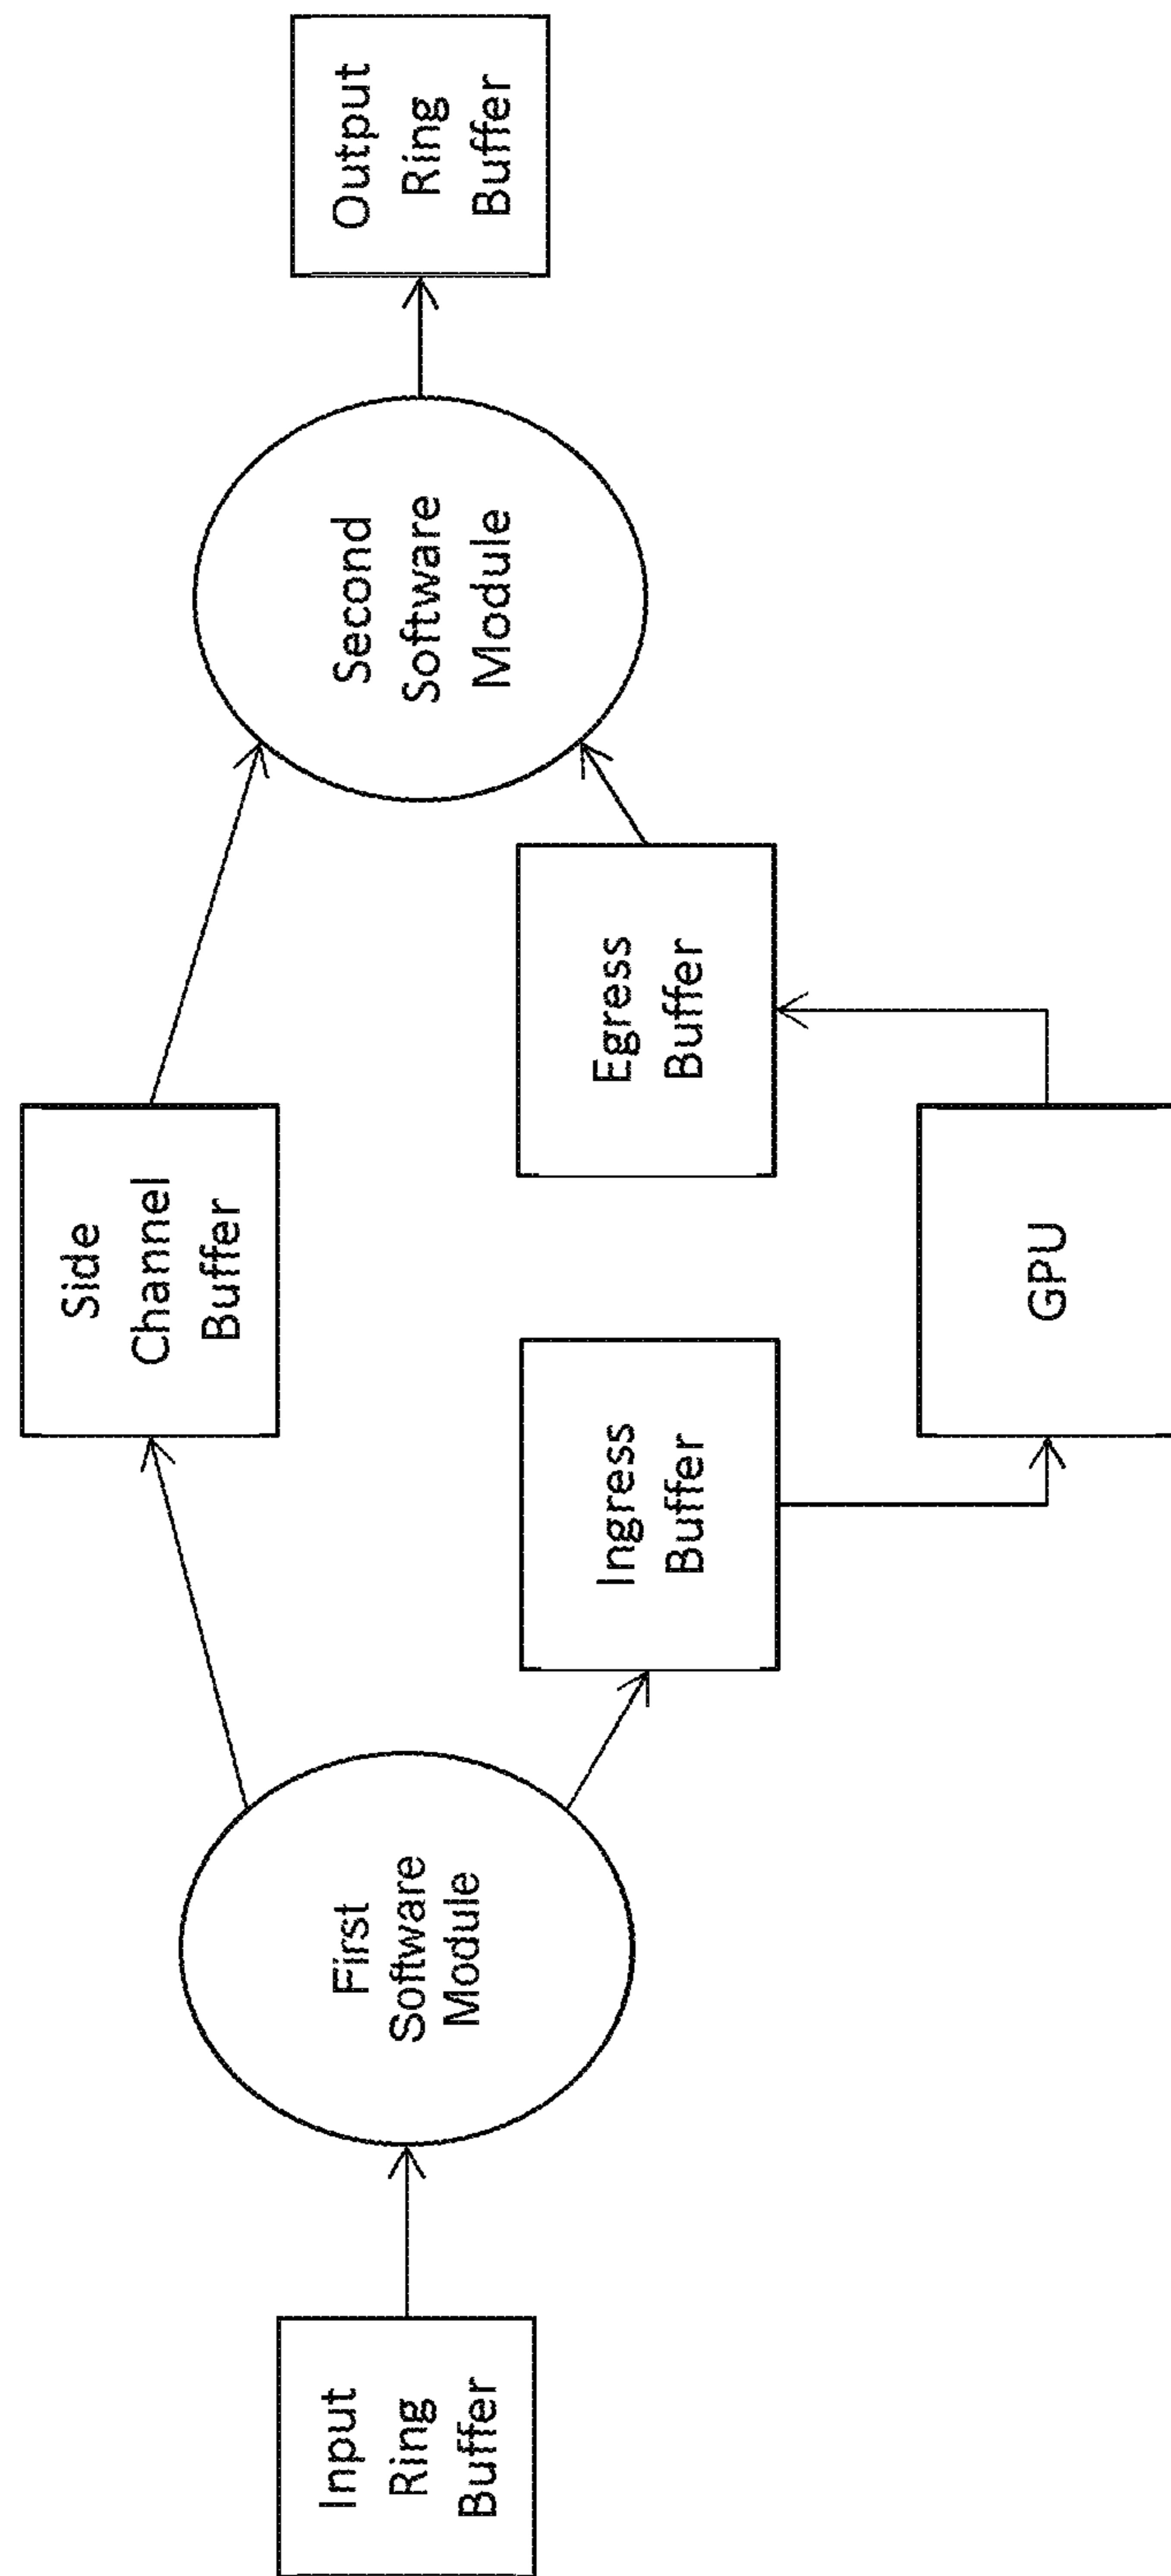 Input
Ring
Buffer
First
Software
Module
Side
Channel
Buffer
Ingress
Buffer
GPU
Egress
Buffer
Second
Software
Module
Output
Ring
Buffer